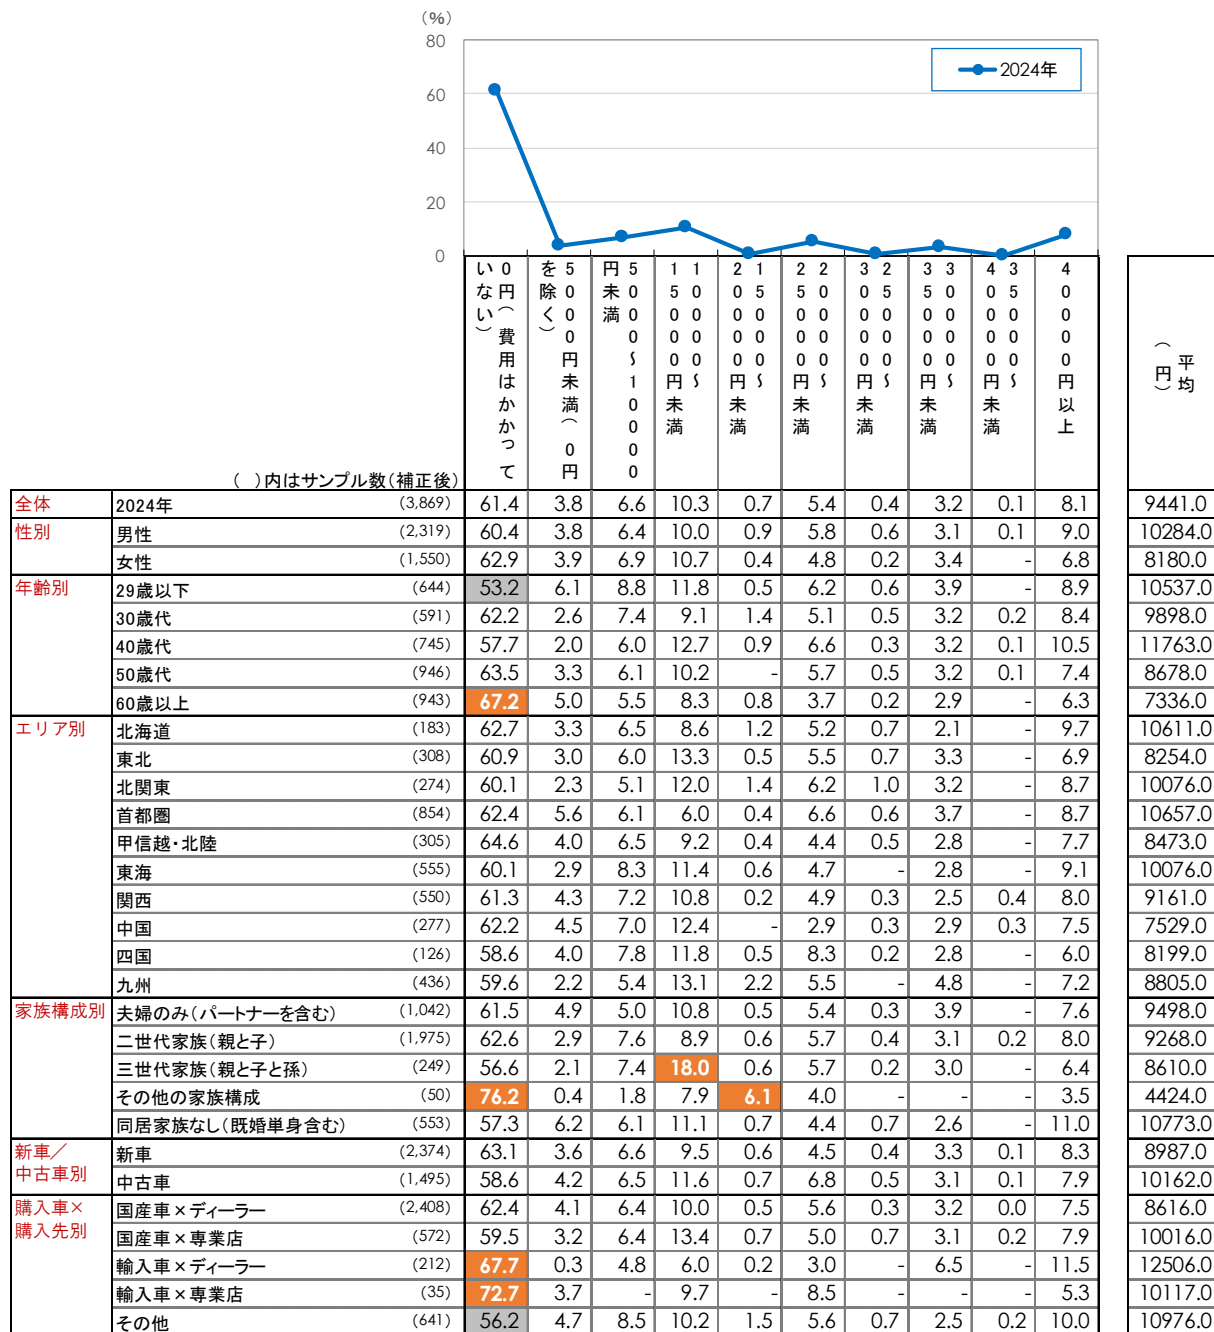 (%)
80
60
40
20
0
2024年
0円(費用はかかっていない)
5000円未満(0円を除く)
5000~10000円未満
10000~15000円未満
15000~20000円未満
20000~25000円未満
25000~30000円未満
30000~35000円未満
35000~40000円未満
40000円以上
平均(円)
( )内はサンプル数(補正後)
全体 2024年 (3,869) 61.4 3.8 6.6 10.3 0.7 5.4 0.4 3.2 0.1 8.1 9441.0
性別 男性 (2,319) 60.4 3.8 6.4 10.0 0.9 5.8 0.6 3.1 0.1 9.0 10284.0
女性 (1,550) 62.9 3.9 6.9 10.7 0.4 4.8 0.2 3.4 - 6.8 8180.0
年齢別 29歳以下 (644) 53.2 6.1 8.8 11.8 0.5 6.2 0.6 3.9 - 8.9 10537.0
30歳代 (591) 62.2 2.6 7.4 9.1 1.4 5.1 0.5 3.2 0.2 8.4 9898.0
40歳代 (745) 57.7 2.0 6.0 12.7 0.9 6.6 0.3 3.2 0.1 10.5 11763.0
50歳代 (946) 63.5 3.3 6.1 10.2 - 5.7 0.5 3.2 0.1 7.4 8678.0
60歳以上 (943) 67.2 5.0 5.5 8.3 0.8 3.7 0.2 2.9 - 6.3 7336.0
エリア別 北海道 (183) 62.7 3.3 6.5 8.6 1.2 5.2 0.7 2.1 - 9.7 10611.0
東北 (308) 60.9 3.0 6.0 13.3 0.5 5.5 0.7 3.3 - 6.9 8254.0
北関東 (274) 60.1 2.3 5.1 12.0 1.4 6.2 1.0 3.2 - 8.7 10076.0
首都圏 (854) 62.4 5.6 6.1 6.0 0.4 6.6 0.6 3.7 - 8.7 10657.0
甲信越・北陸 (305) 64.6 4.0 6.5 9.2 0.4 4.4 0.5 2.8 - 7.7 8473.0
東海 (555) 60.1 2.9 8.3 11.4 0.6 4.7 - 2.8 - 9.1 10076.0
関西 (550) 61.3 4.3 7.2 10.8 0.2 4.9 0.3 2.5 0.4 8.0 9161.0
中国 (277) 62.2 4.5 7.0 12.4 - 2.9 0.3 2.9 0.3 7.5 7529.0
四国 (126) 58.6 4.0 7.8 11.8 0.5 8.3 0.2 2.8 - 6.0 8199.0
九州 (436) 59.6 2.2 5.4 13.1 2.2 5.5 - 4.8 - 7.2 8805.0
家族構成別 夫婦のみ(パートナーを含む) (1,042) 61.5 4.9 5.0 10.8 0.5 5.4 0.3 3.9 - 7.6 9498.0
二世代家族(親と子) (1,975) 62.6 2.9 7.6 8.9 0.6 5.7 0.4 3.1 0.2 8.0 9268.0
三世代家族(親と子と孫) (249) 56.6 2.1 7.4 18.0 0.6 5.7 0.2 3.0 - 6.4 8610.0
その他の家族構成 (50) 76.2 0.4 1.8 7.9 6.1 4.0 - - - 3.5 4424.0
同居家族なし(既婚単身含む) (553) 57.3 6.2 6.1 11.1 0.7 4.4 0.7 2.6 - 11.0 10773.0
新車/中古車別 新車 (2,374) 63.1 3.6 6.6 9.5 0.6 4.5 0.4 3.3 0.1 8.3 8987.0
中古車 (1,495) 58.6 4.2 6.5 11.6 0.7 6.8 0.5 3.1 0.1 7.9 10162.0
購入車×購入先別 国産車×ディーラー (2,408) 62.4 4.1 6.4 10.0 0.5 5.6 0.3 3.2 0.0 7.5 8616.0
国産車×専業店 (572) 59.5 3.2 6.4 13.4 0.7 5.0 0.7 3.1 0.2 7.9 10016.0
輸入車×ディーラー (212) 67.7 0.3 4.8 6.0 0.2 3.0 - 6.5 - 11.5 12506.0
輸入車×専業店 (35) 72.7 3.7 - 9.7 - 8.5 - - - 5.3 10117.0
その他 (641) 56.2 4.7 8.5 10.2 1.5 5.6 0.7 2.5 0.2 10.0 10976.0